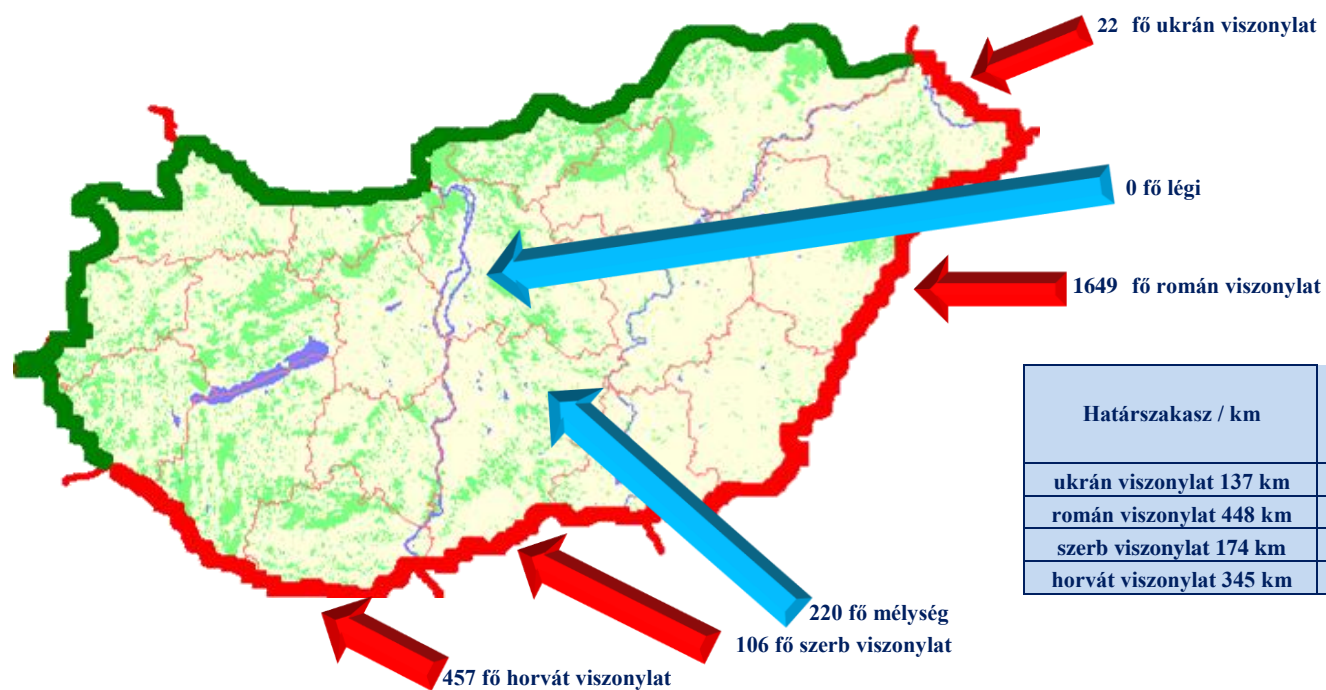 22 fő ukrán viszonylat
0 fő légi
1649 fő román viszonylat
Határszakasz / km
ukrán viszonylat 137 km
román viszonylat 448 km
szerb viszonylat 174 km
horvát viszonylat 345 km
220 fő mélység
106 fő szerb viszonylat
457 fő horvát viszonylat